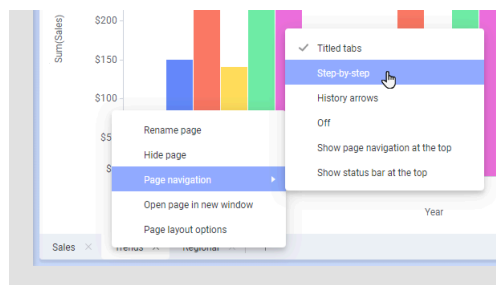 Sum(Sales)
$200
$150
$100
$5
$
Titled tabs
Step-by-step
History arrows
Off
Show page navigation at the top
Show status bar at the top
Rename page
Hide page
Page navigation
Open page in new window
Page layout options
Year
Sales × Trends × Regional × +